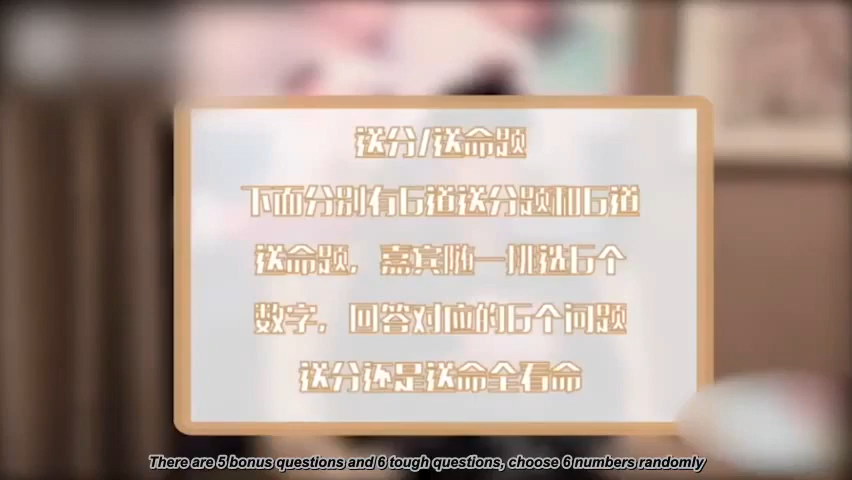 送分/送命题
下面分别有6道送分题和6道
送命题，嘉宾随一挑选6个
数字，回答对应的6个问题
送分还是送命全看命
There are 5 bonus questions and 6 tough questions, choose 6 numbers randomly